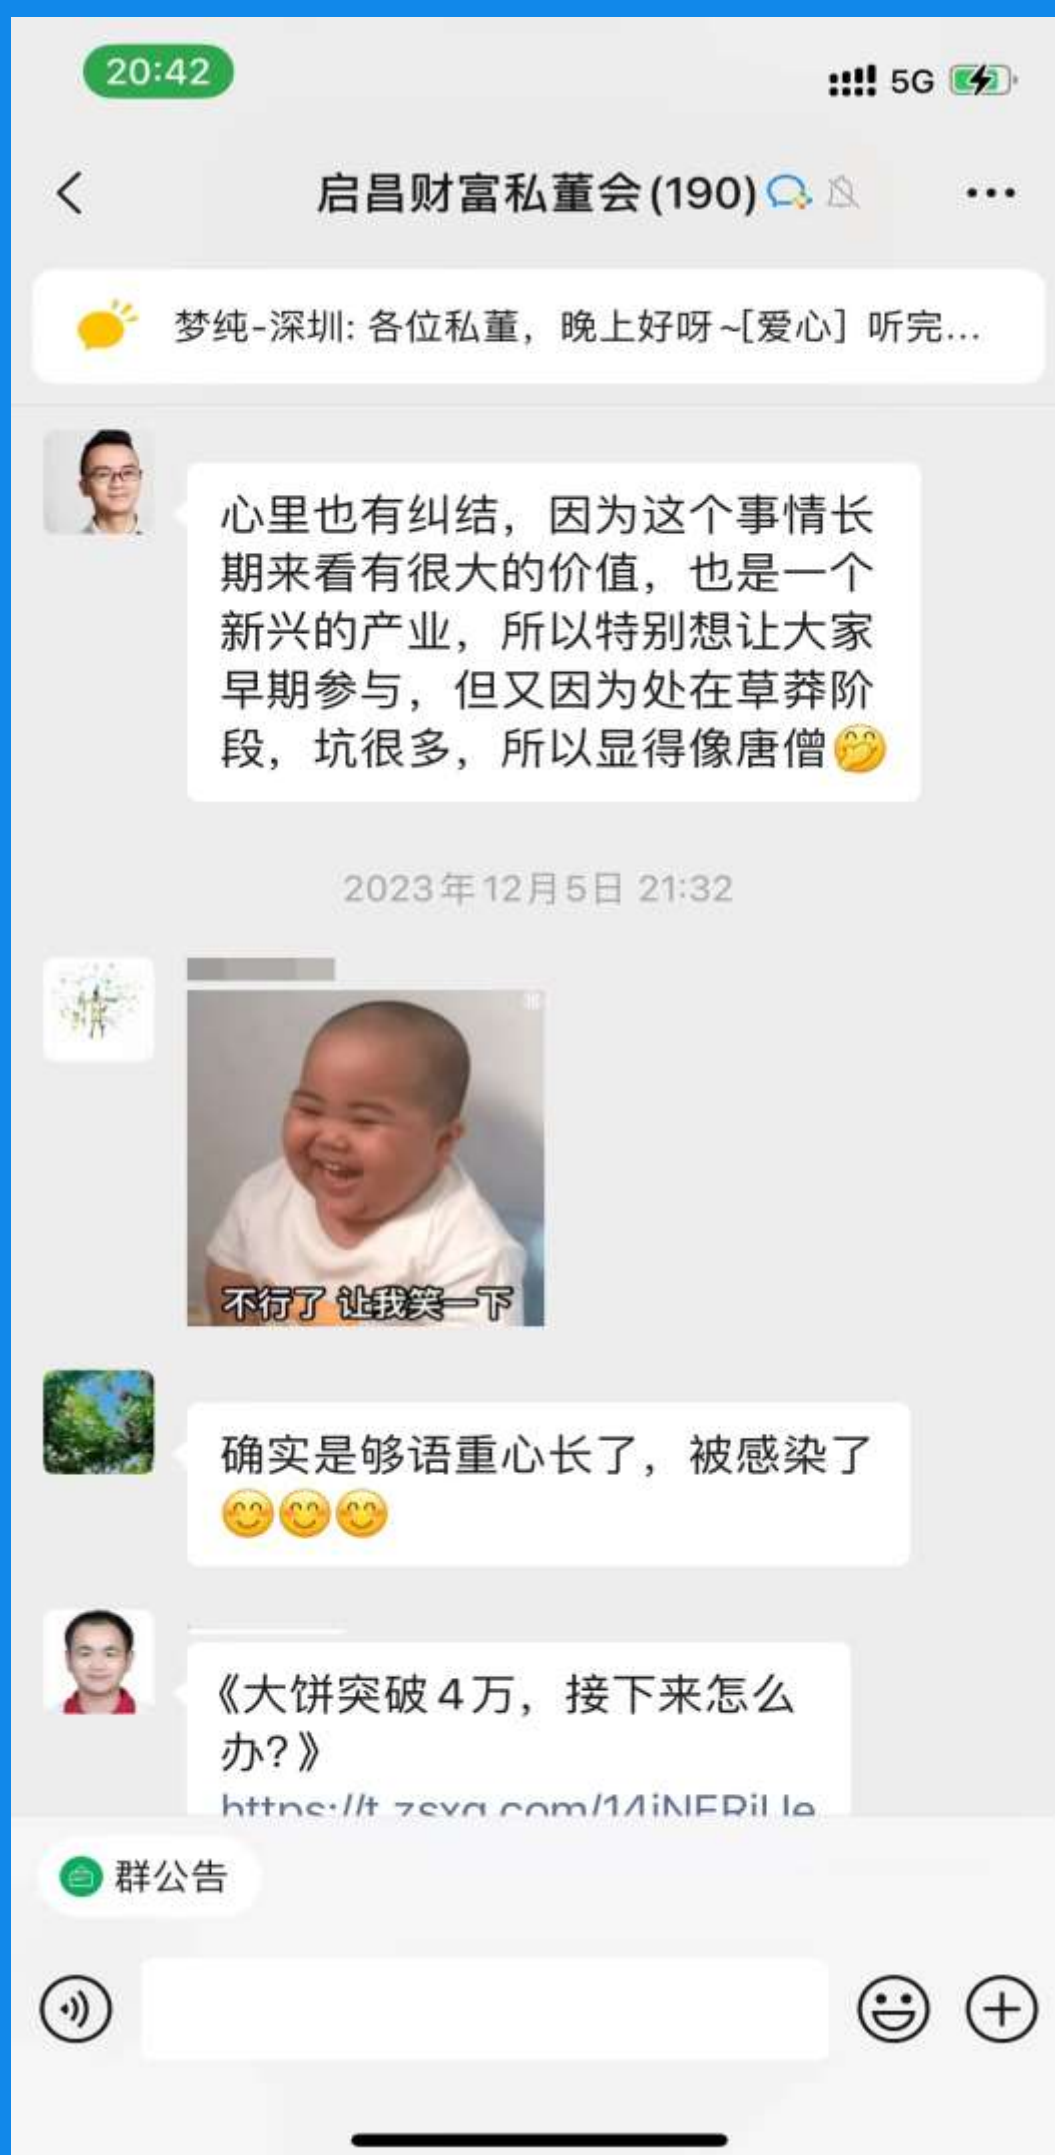 20:42
5G
启昌财富私董会(190)
梦纯-深圳: 各位私董，晚上好呀~[爱心] 听完...
心里也有纠结，因为这个事情长
期来看有很大的价值，也是一个
新兴的产业，所以特别想让大家
早期参与，但又因为处在草莽阶
段，坑很多，所以显得像唐僧
2023年12月5日 21:32
不行了 让我笑一下
确实是够语重心长了，被感染了
《大饼突破4万，接下来怎么
办?》
群公告